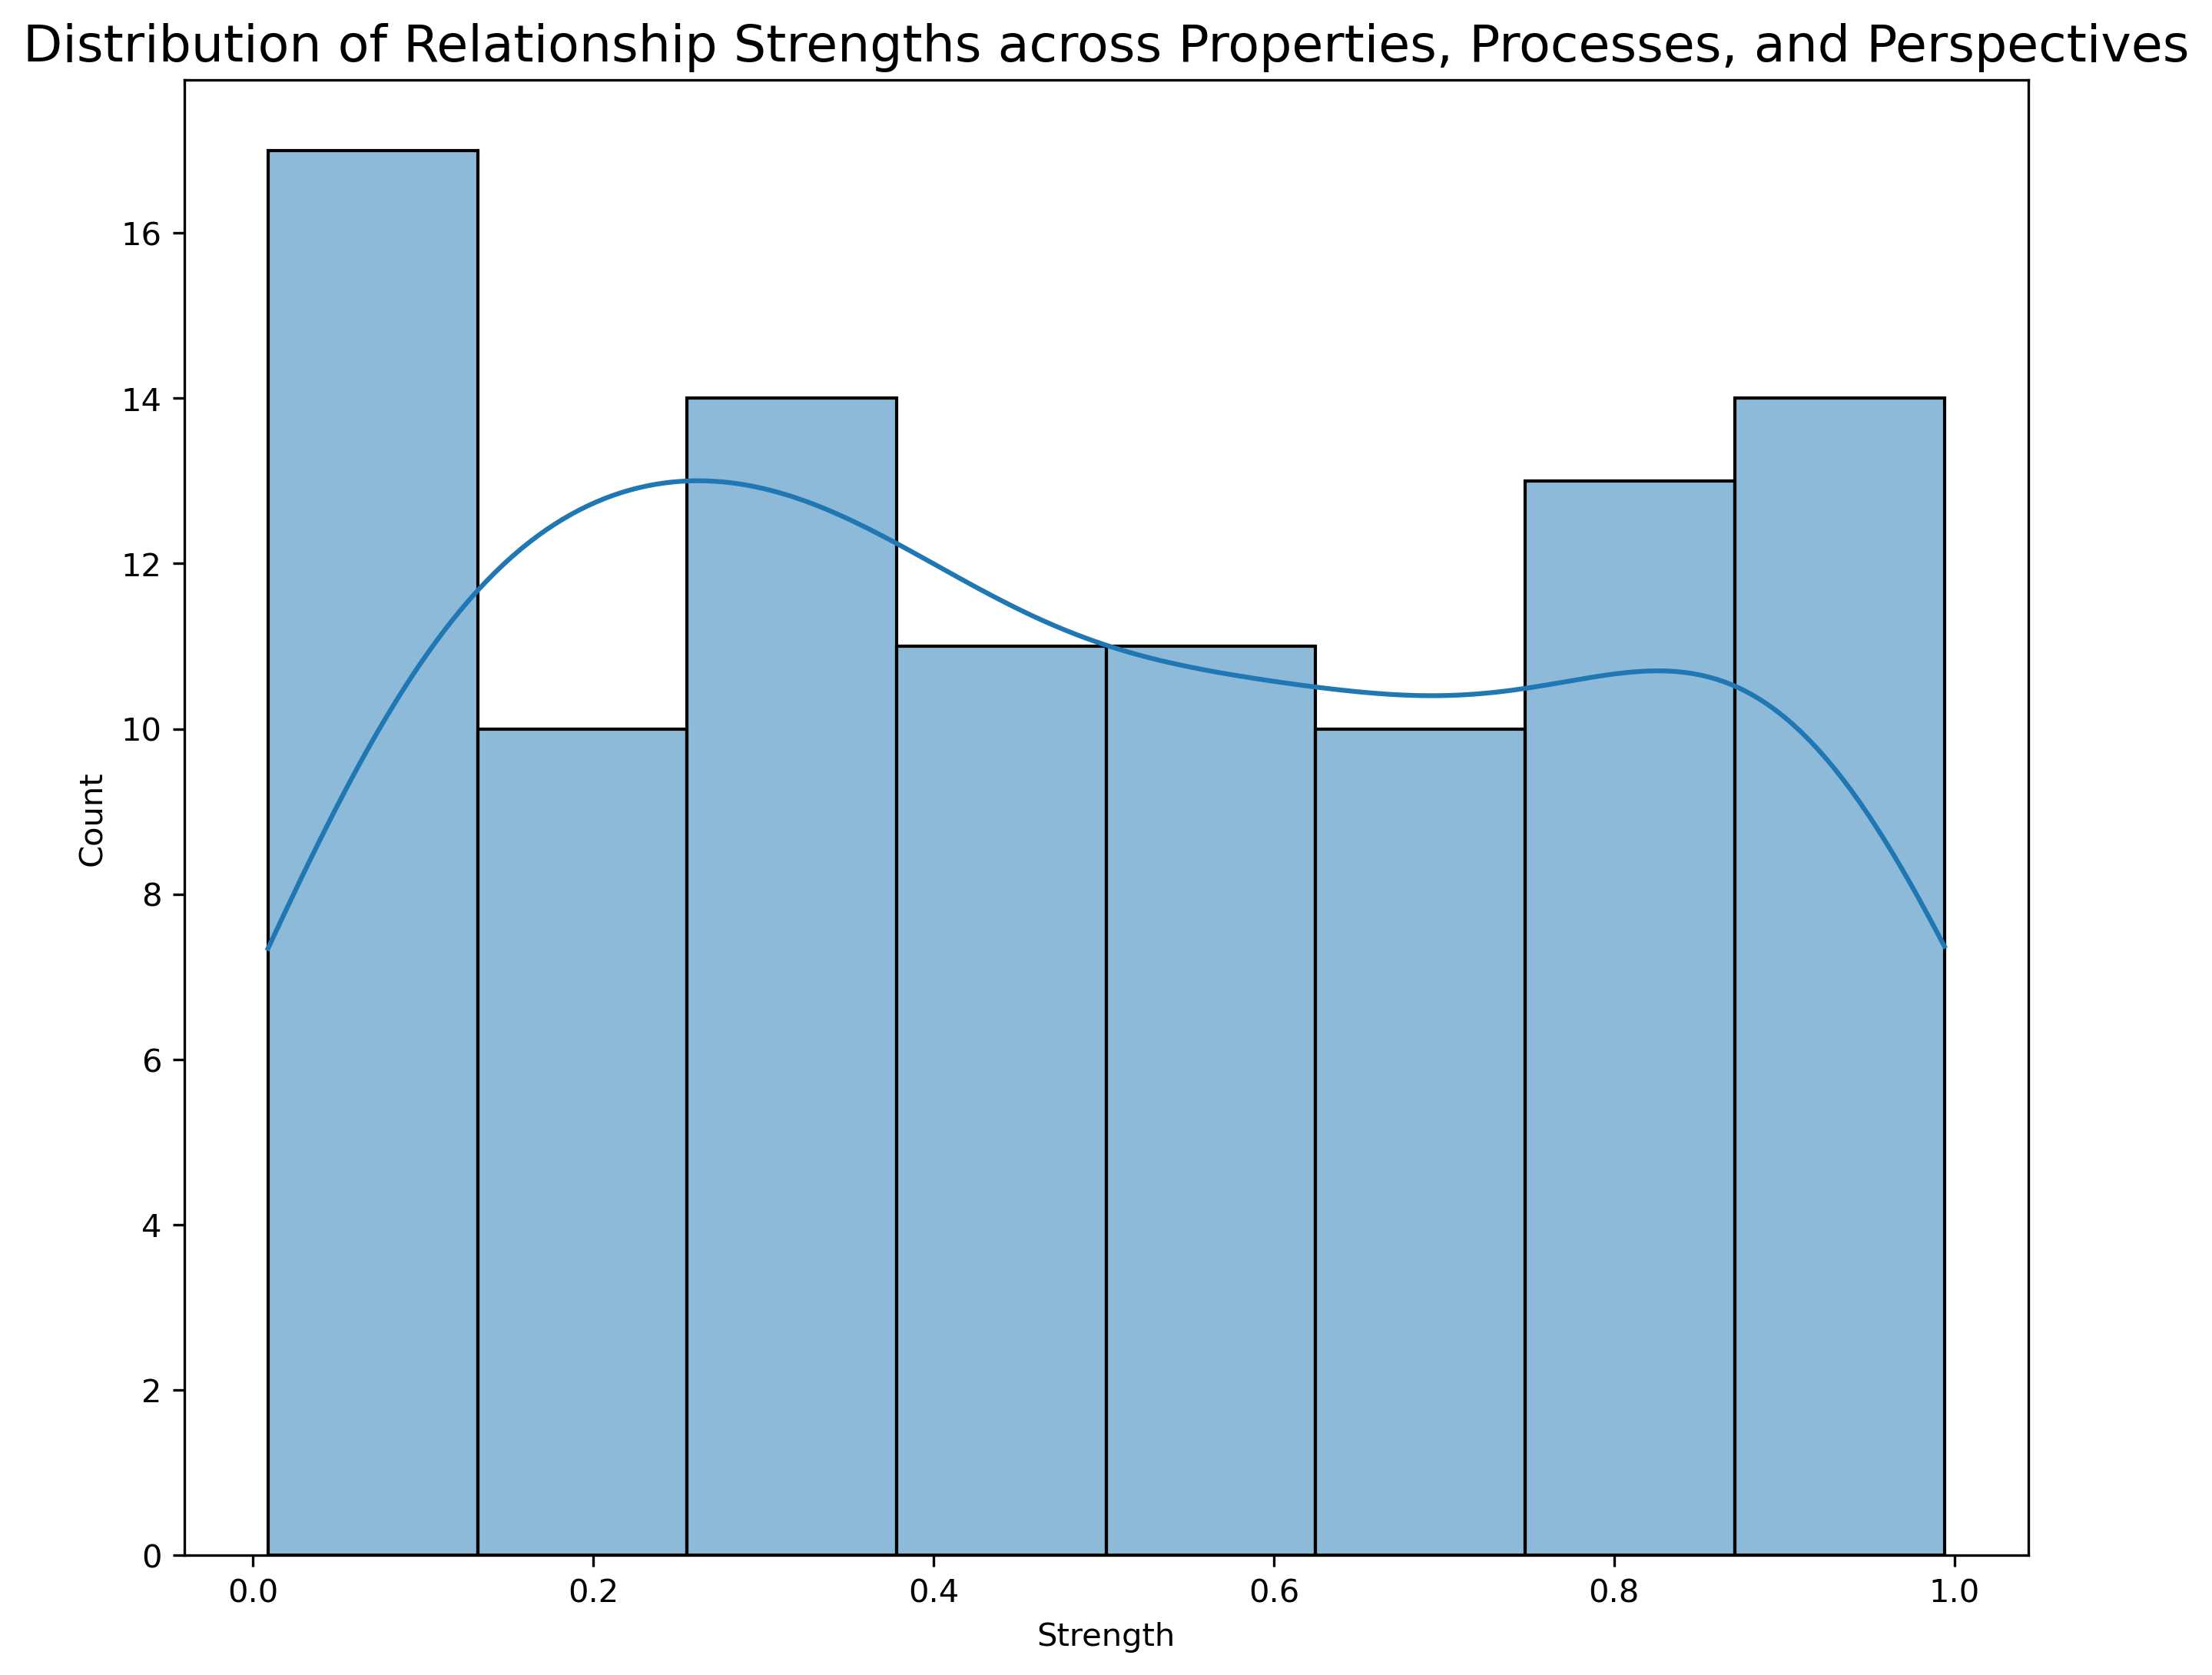 Distribution of Relationship Strengths across Properties, Processes, and Perspectives
16
14
12
10
8
6
4
2
0
Count
0.0 0.2 0.4 0.6 0.8 1.0
Strength